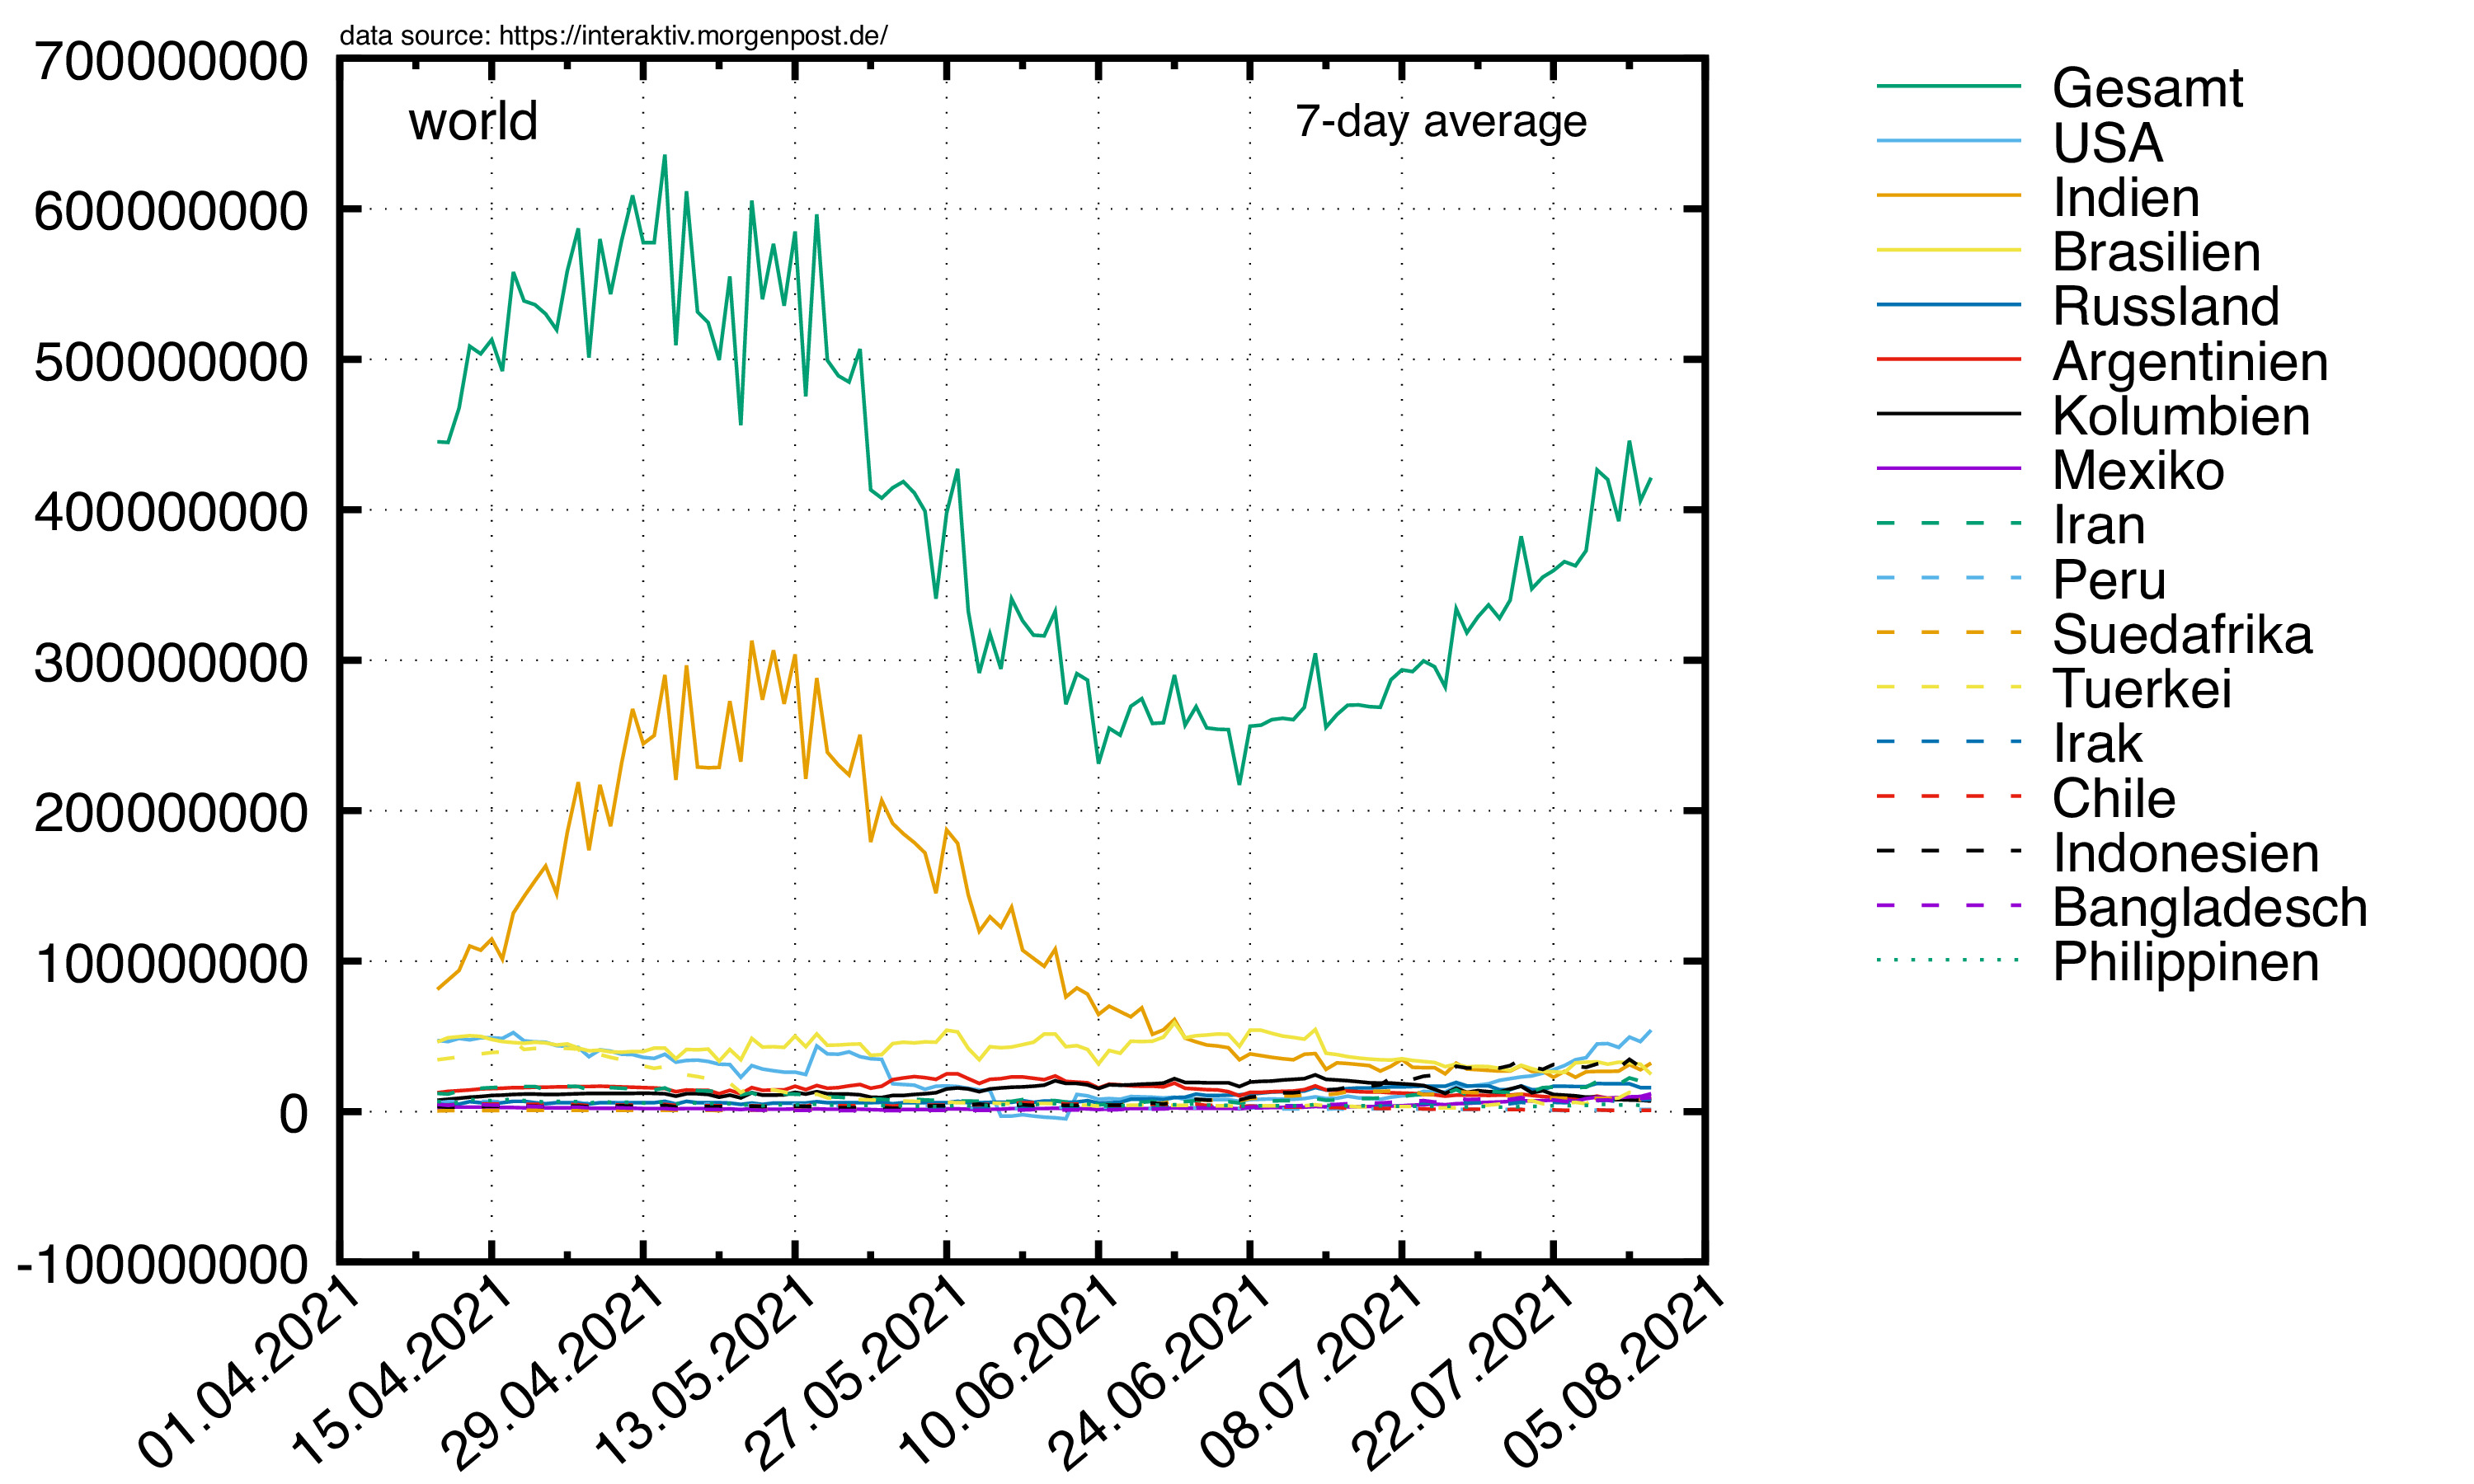 data source: https://interaktiv.morgenpost.de/
world
7-day average
700000000
600000000
500000000
400000000
300000000
200000000
100000000
0
-100000000
01.04.2021
15.04.2021
29.04.2021
13.05.2021
27.05.2021
10.06.2021
24.06.2021
08.07.2021
22.07.2021
05.08.2021
Gesamt
USA
Indien
Brasilien
Russland
Argentinien
Kolumbien
Mexiko
Iran
Peru
Suedafrika
Tuerkei
Irak
Chile
Indonesien
Bangladesch
Philippinen